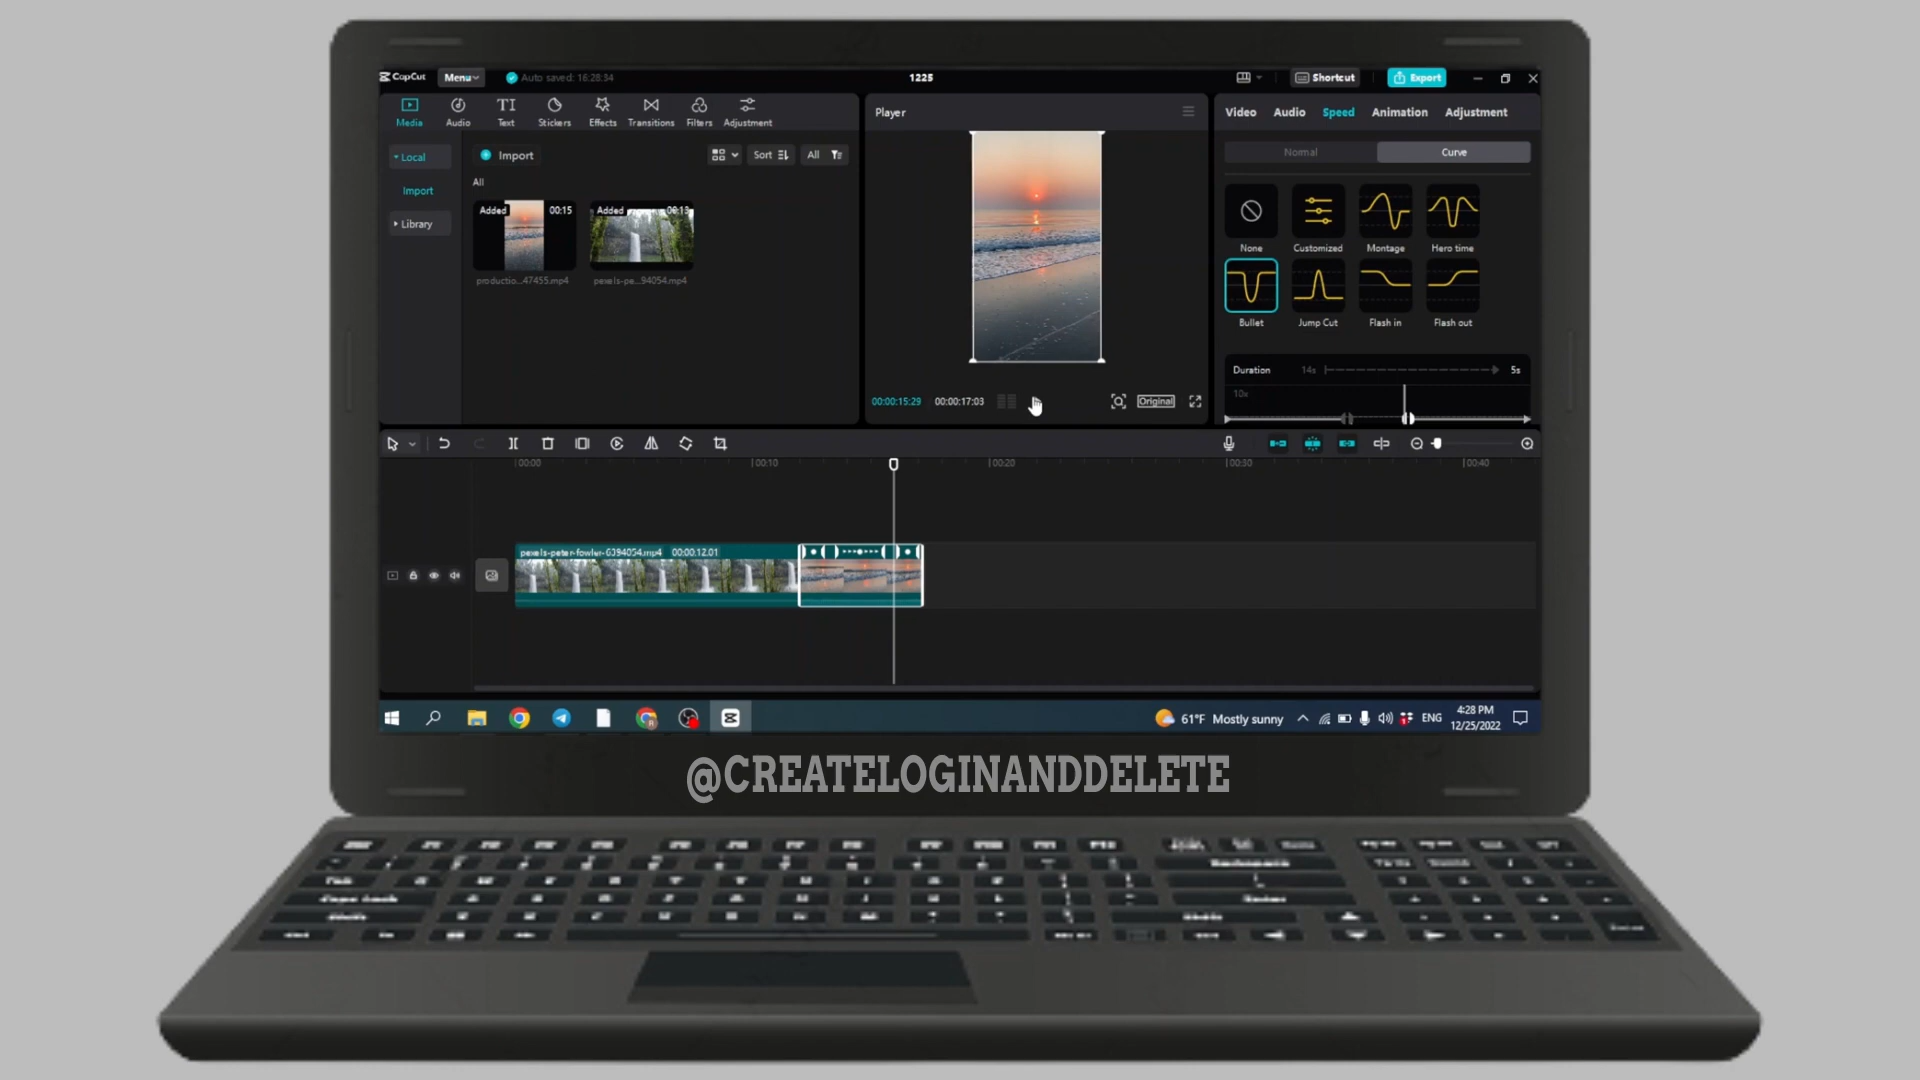 CapCut
Menu
Auto saved: 16:28:34
1225
Shortcut
Export
Media
Audio
Text
Stickers
Effects
Transitions
Filters
Adjustment
Local
Import
Library
Import
Sort
All
All
Added
00:15
Added
00:13
productio...47455.mp4
pexels-pe...94054.mp4
Player
00:00:15:29
00:00:17:03
Original
Video
Audio
Speed
Animation
Adjustment
Normal
Curve
None
Customized
Montage
Hero time
Bullet
Jump Cut
Flash in
Flash out
Duration
14s
5s
10x
00:00
00:10
00:20
00:30
00:40
pexels-peter-fowler-6394054.mp4
00:00:12:01
61°F Mostly sunny
ENG
4:28 PM
12/25/2022
@CREATELOGINANDDELETE